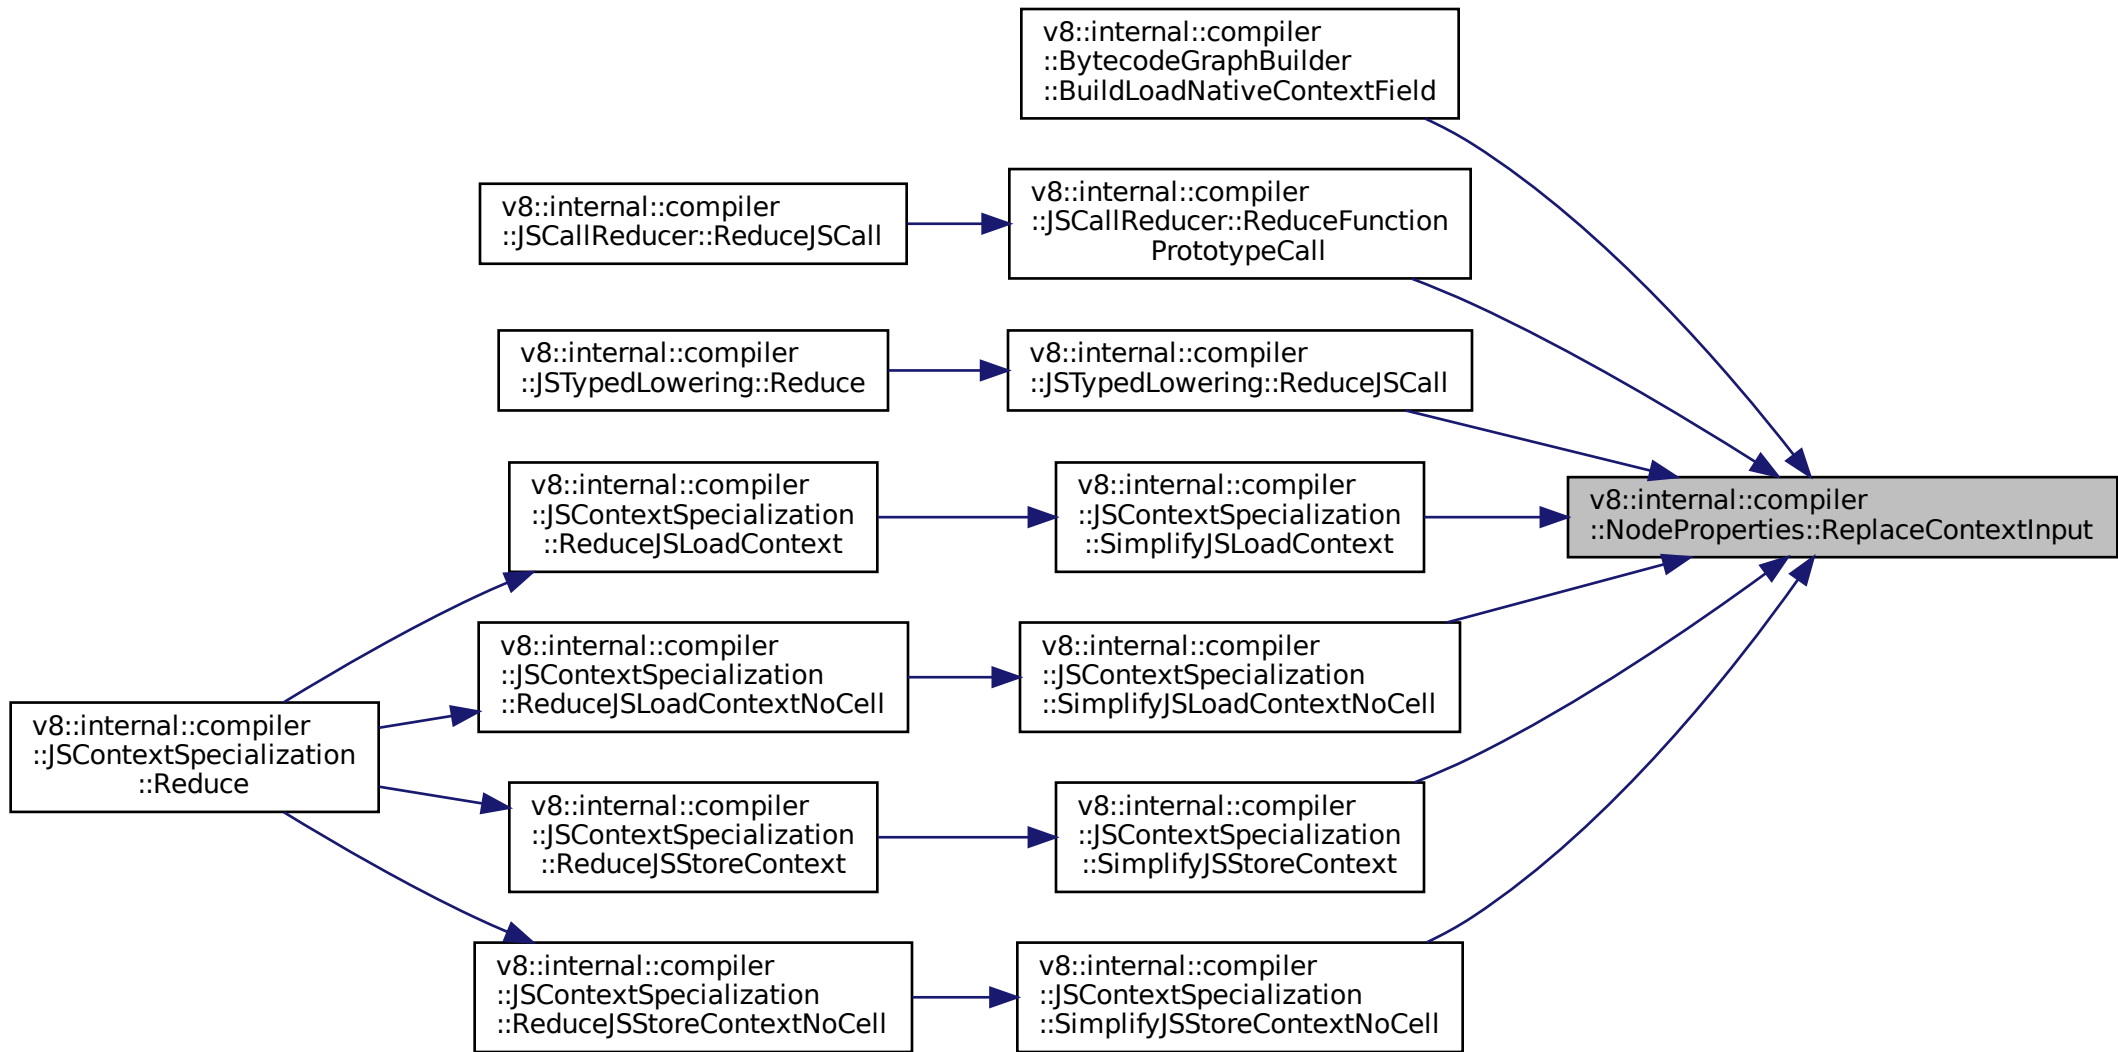 v8::internal::compiler
::BytecodeGraphBuilder
::BuildLoadNativeContextField
v8::internal::compiler
::JSCallReducer::ReduceJSCall
v8::internal::compiler
::JSCallReducer::ReduceFunction
PrototypeCall
v8::internal::compiler
::JSTypedLowering::Reduce
v8::internal::compiler
::JSTypedLowering::ReduceJSCall
v8::internal::compiler
::JSContextSpecialization
::ReduceJSLoadContext
v8::internal::compiler
::JSContextSpecialization
::SimplifyJSLoadContext
v8::internal::compiler
::NodeProperties::ReplaceContextInput
v8::internal::compiler
::JSContextSpecialization
::ReduceJSLoadContextNoCell
v8::internal::compiler
::JSContextSpecialization
::SimplifyJSLoadContextNoCell
v8::internal::compiler
::JSContextSpecialization
::Reduce
v8::internal::compiler
::JSContextSpecialization
::ReduceJSStoreContext
v8::internal::compiler
::JSContextSpecialization
::SimplifyJSStoreContext
v8::internal::compiler
::JSContextSpecialization
::ReduceJSStoreContextNoCell
v8::internal::compiler
::JSContextSpecialization
::SimplifyJSStoreContextNoCell